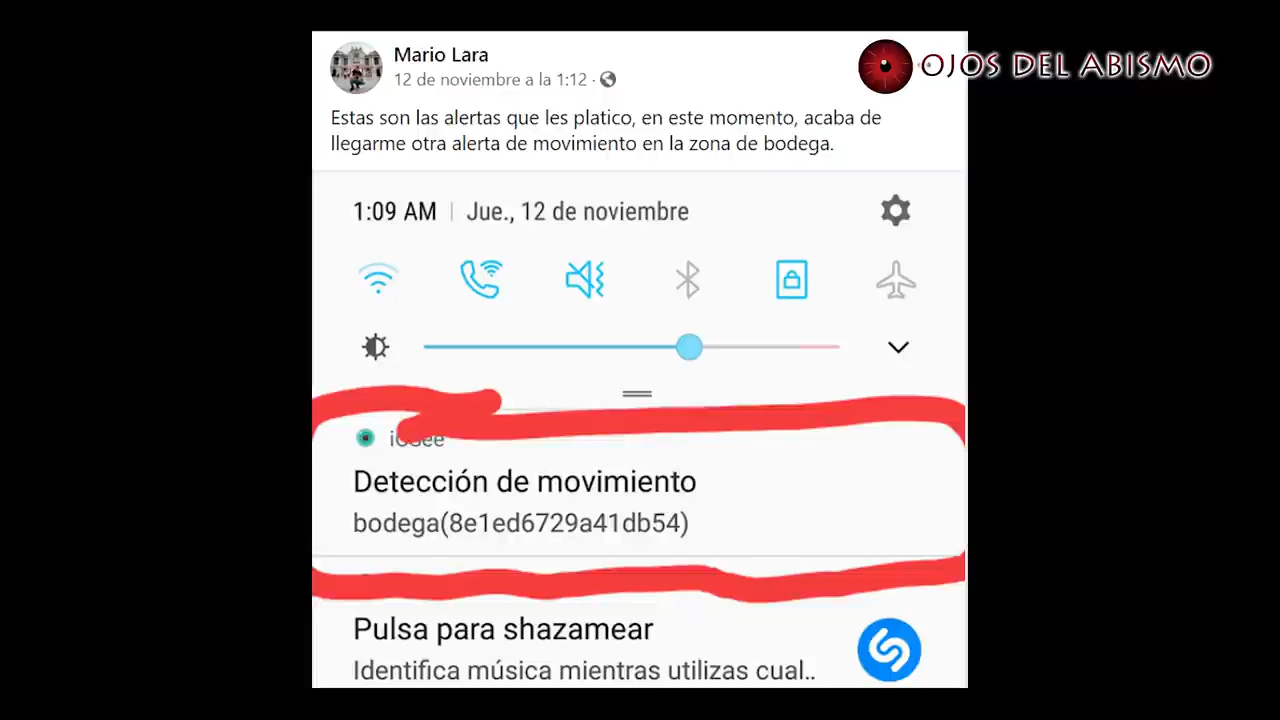 Mario Lara
OJOS DEL ABISMO
12 de noviembre a la 1:12 ·
Estas son las alertas que les platico, en este momento, acaba de
llegarme otra alerta de movimiento en la zona de bodega.
1:09 AM | Jue., 12 de noviembre
Detección de movimiento
bodega(8e1ed6729a41db54)
Pulsa para shazamear
Identifica música mientras utilizas cual..